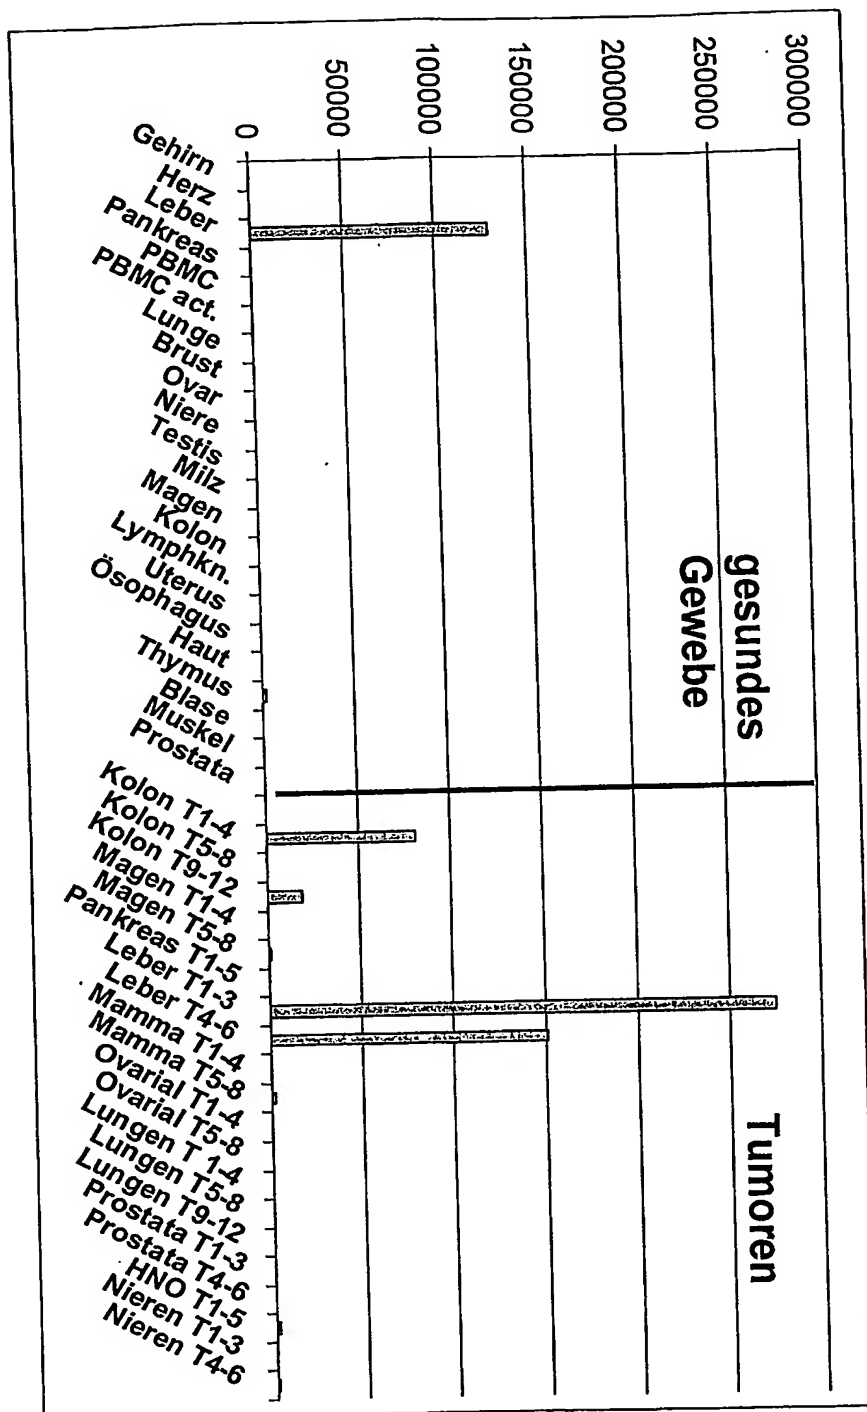 300000
250000
200000
150000
100000
50000
0
gesundes
Gewebe
Tumoren
Gehirn
Herz
Leber
Pankreas
PBMC
PBMC act.
Lunge
Brust
Ovar
Niere
Testis
Milz
Magen
Kolon
Lymphkn.
Uterus
Ösophagus
Haut
Thymus
Blase
Muskel
Prostata
Kolon T1-4
Kolon T5-8
Kolon T9-12
Magen T1-4
Magen T5-8
Pankreas T1-5
Leber T1-3
Leber T4-6
Mamma T1-4
Mamma T5-8
Ovarial T1-4
Ovarial T5-8
Lungen T 1-4
Lungen T5-8
Lungen T9-12
Prostata T1-3
Prostata T4-6
HNO T1-5
Nieren T1-3
Nieren T4-6